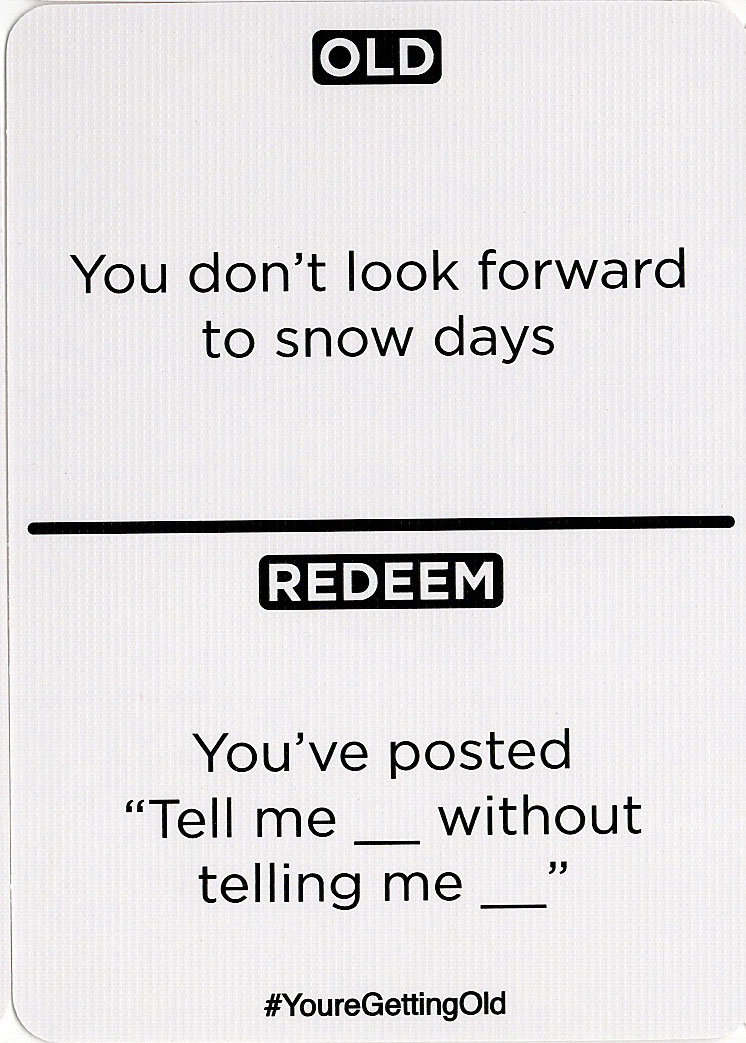 OLD
You don’t look forward
to snow days
REDEEM
You’ve posted
“Tell me __ without
telling me __”
#YoureGettingOld